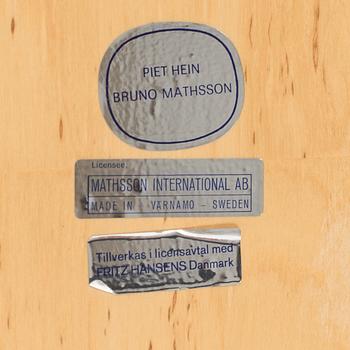 PIET HEIN
BRUNO MATHSSON
Licensee:
MATHSSON INTERNATIONAL AB
MADE IN VÄRNAMO – SWEDEN
Tillverkas i licensavtal med
FRITZ HANSENS Danmark